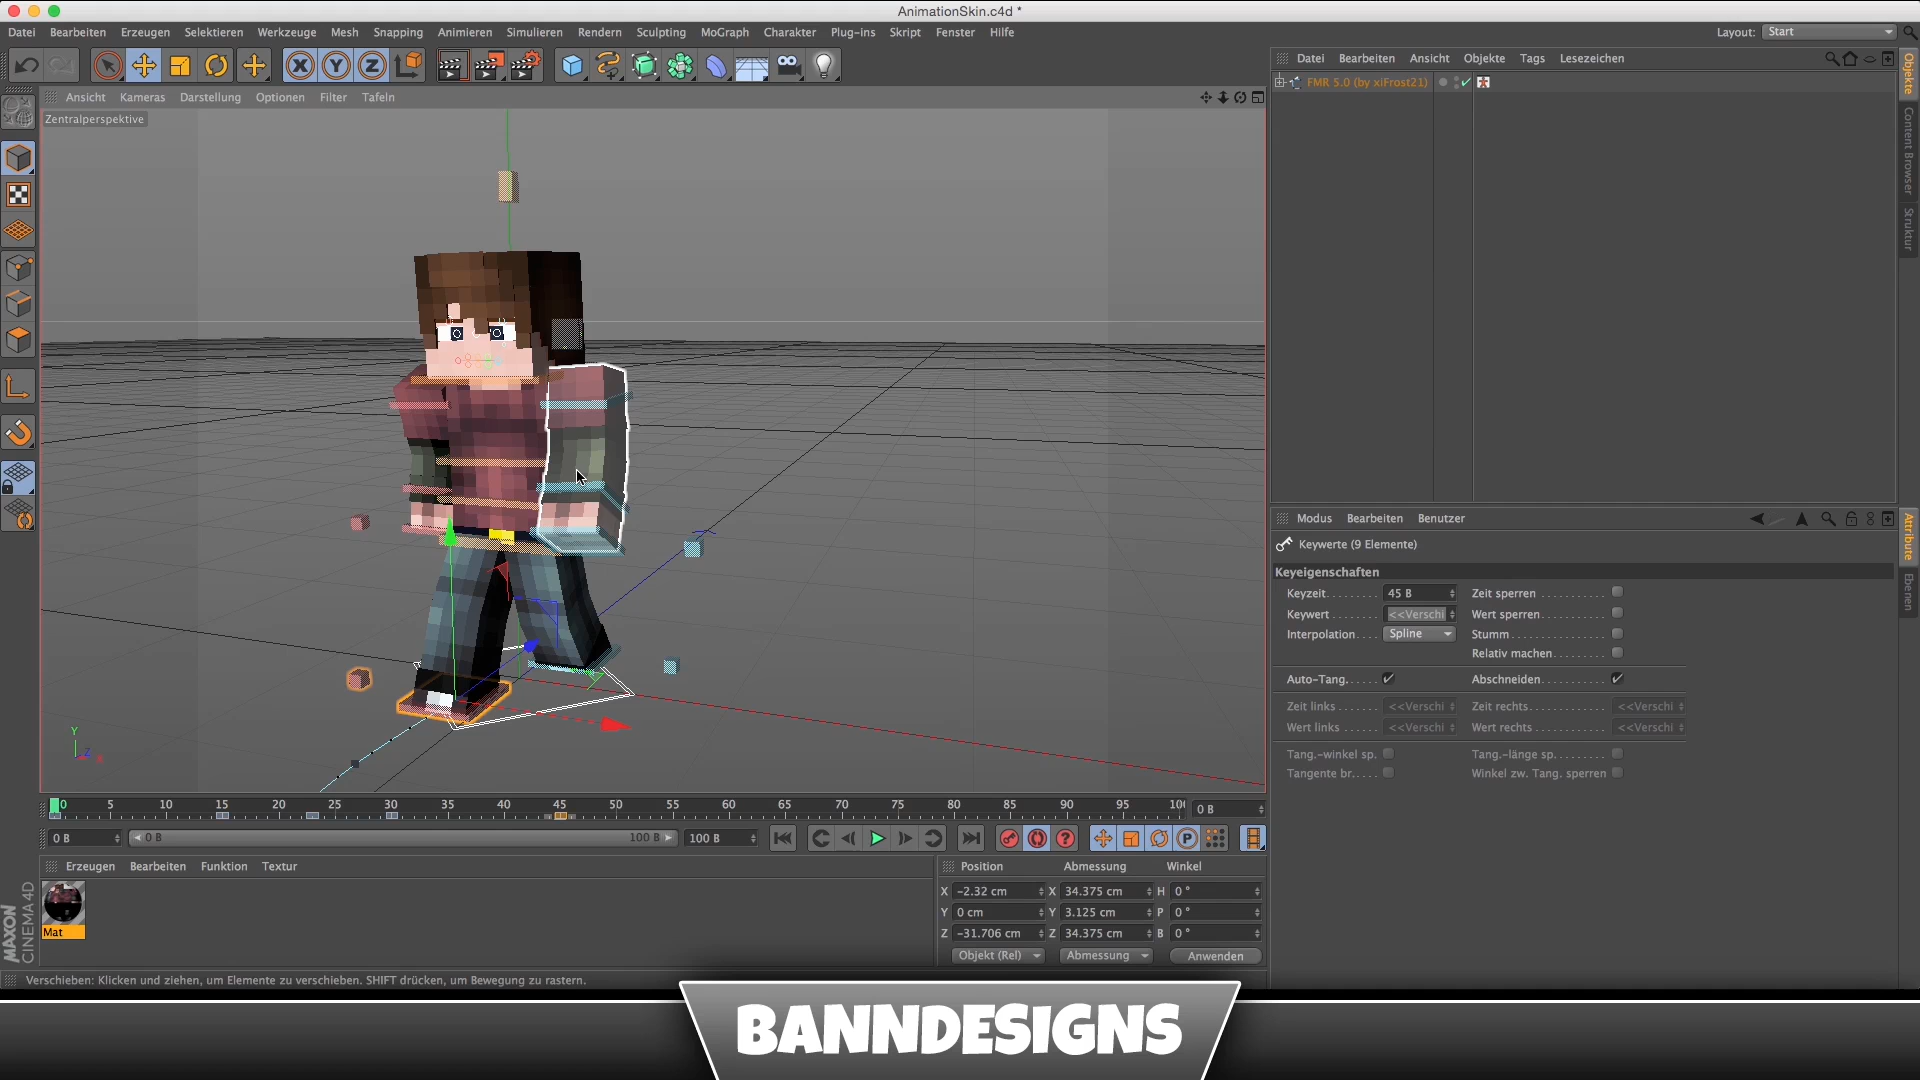 AnimationSkin.c4d *
Datei Bearbeiten Erzeugen Selektieren Werkzeuge Mesh Snapping Animieren Simulieren Rendern Sculpting MoGraph Charakter Plug-ins Skript Fenster Hilfe Layout: Start
X Y Z
Datei Bearbeiten Ansicht Objekte Tags Lesezeichen
FMR 5.0 (by xiFrost21)
Objekte
Content Browser
Struktur
Ansicht Kameras Darstellung Optionen Filter Tafeln
Zentralperspektive
Y
Z
X
Modus Bearbeiten Benutzer
Keywerte (9 Elemente)
Keyeigenschaften
Keyzeit........ 45 B Zeit sperren ..........
Keywert ....... <<Verschi Wert sperren..........
Interpolation .... Spline Stumm ................
Relativ machen........
Auto-Tang...... Abschneiden..........
Zeit links ...... <<Verschi Zeit rechts........... <<Verschi
Wert links ...... <<Verschi Wert rechts .......... <<Verschi
Tang.-winkel sp. Tang.-länge sp.........
Tangente br..... Winkel zw. Tang. sperren
Attribute
Ebenen
0 5 10 15 20 25 30 35 40 45 50 55 60 65 70 75 80 85 90 95 100 0 B
0 B 0 B 100 B 100 B
? P
Erzeugen Bearbeiten Funktion Textur
Mat
Position Abmessung Winkel
X -2.32 cm X 34.375 cm H 0 °
Y 0 cm Y 3.125 cm P 0 °
Z -31.706 cm Z 34.375 cm B 0 °
Objekt (Rel) Abmessung Anwenden
MAXON
CINEMA 4D
Verschieben: Klicken und ziehen, um Elemente zu verschieben. SHIFT drücken, um Bewegung zu rastern.
BANNDESIGNS